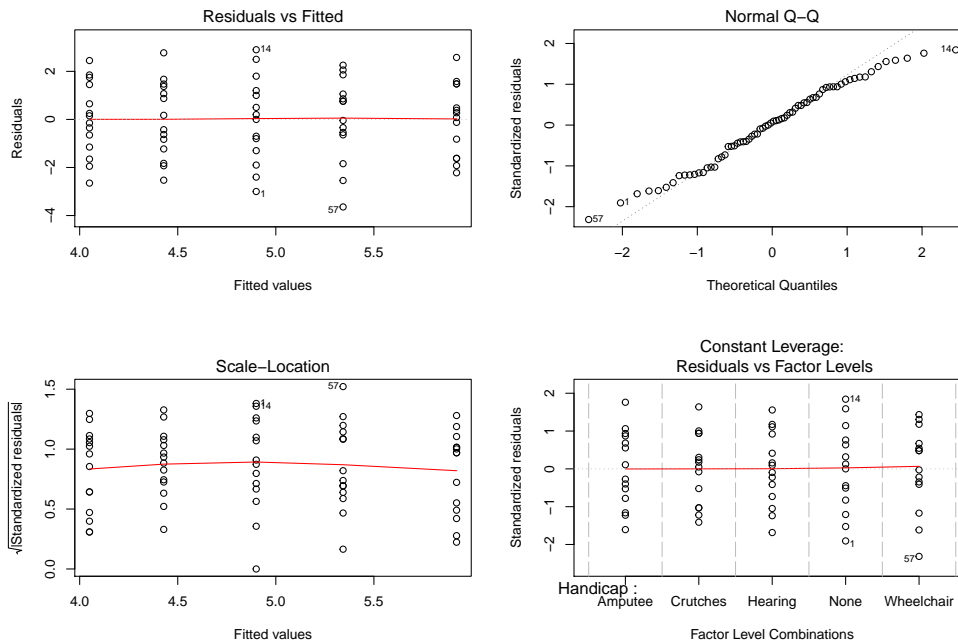 Residuals vs Fitted
Residuals
2
0
−2
−4
14
1
57
4.0 4.5 5.0 5.5
Fitted values
Normal Q−Q
Standardized residuals
2
1
0
−1
−2
14
1
57
−2 −1 0 1 2
Theoretical Quantiles
Scale−Location
√|Standardized residuals|
1.5
1.0
0.5
0.0
57
1
14
4.0 4.5 5.0 5.5
Fitted values
Constant Leverage:
Residuals vs Factor Levels
Standardized residuals
2
1
0
−1
−2
14
1
57
Handicap :
Amputee Crutches Hearing None Wheelchair
Factor Level Combinations